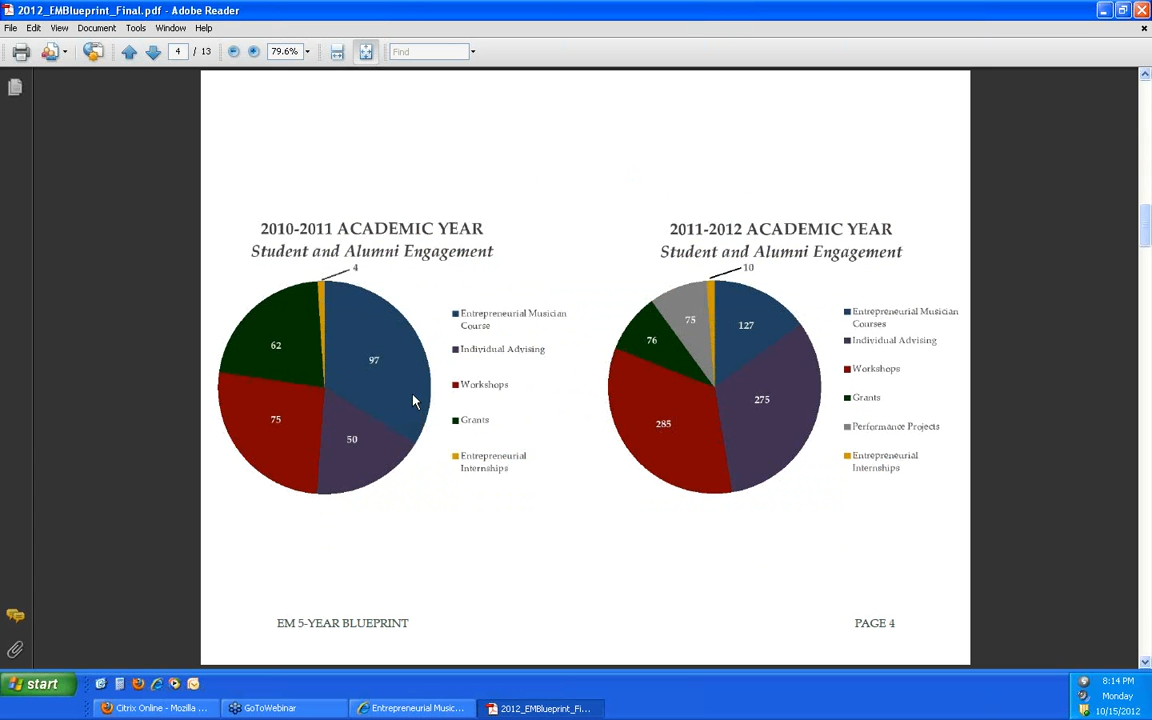 2012_EMBlueprint_Final.pdf - Adobe Reader
File Edit View Document Tools Window Help
4 / 13 79.6% Find
2010-2011 ACADEMIC YEAR
Student and Alumni Engagement
4
62
97
75
50
Entrepreneurial Musician
Course
Individual Advising
Workshops
Grants
Entrepreneurial
Internships
2011-2012 ACADEMIC YEAR
Student and Alumni Engagement
10
75
127
76
275
285
Entrepreneurial Musician
Courses
Individual Advising
Workshops
Grants
Performance Projects
Entrepreneurial
Internships
EM 5-YEAR BLUEPRINT
PAGE 4
start
Citrix Online - Mozilla ...
GoToWebinar
Entrepreneurial Music...
2012_EMBlueprint_Fi...
8:14 PM
Monday
10/15/2012